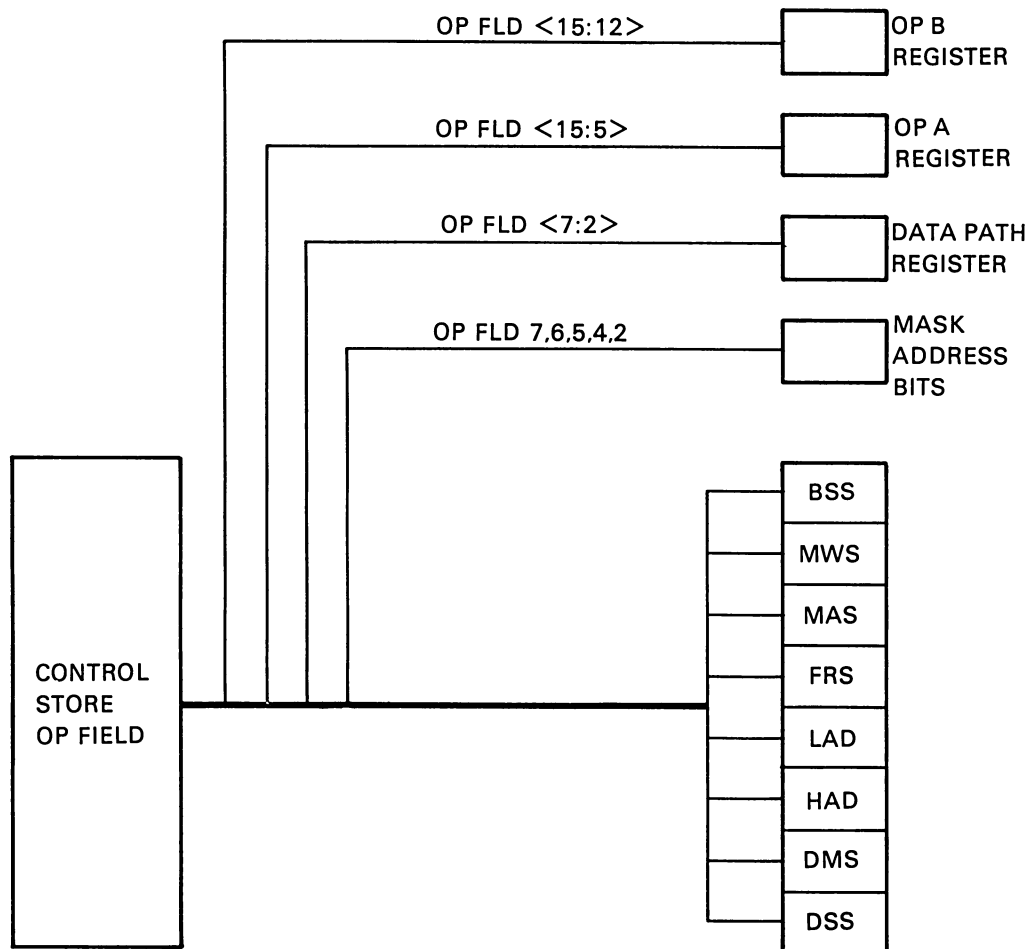 OP FLD <15:12>
OP B
REGISTER
OP FLD <15:5>
OP A
REGISTER
OP FLD <7:2>
DATA PATH
REGISTER
OP FLD 7,6,5,4,2
MASK
ADDRESS
BITS
CONTROL
STORE
OP FIELD
BSS
MWS
MAS
FRS
LAD
HAD
DMS
DSS